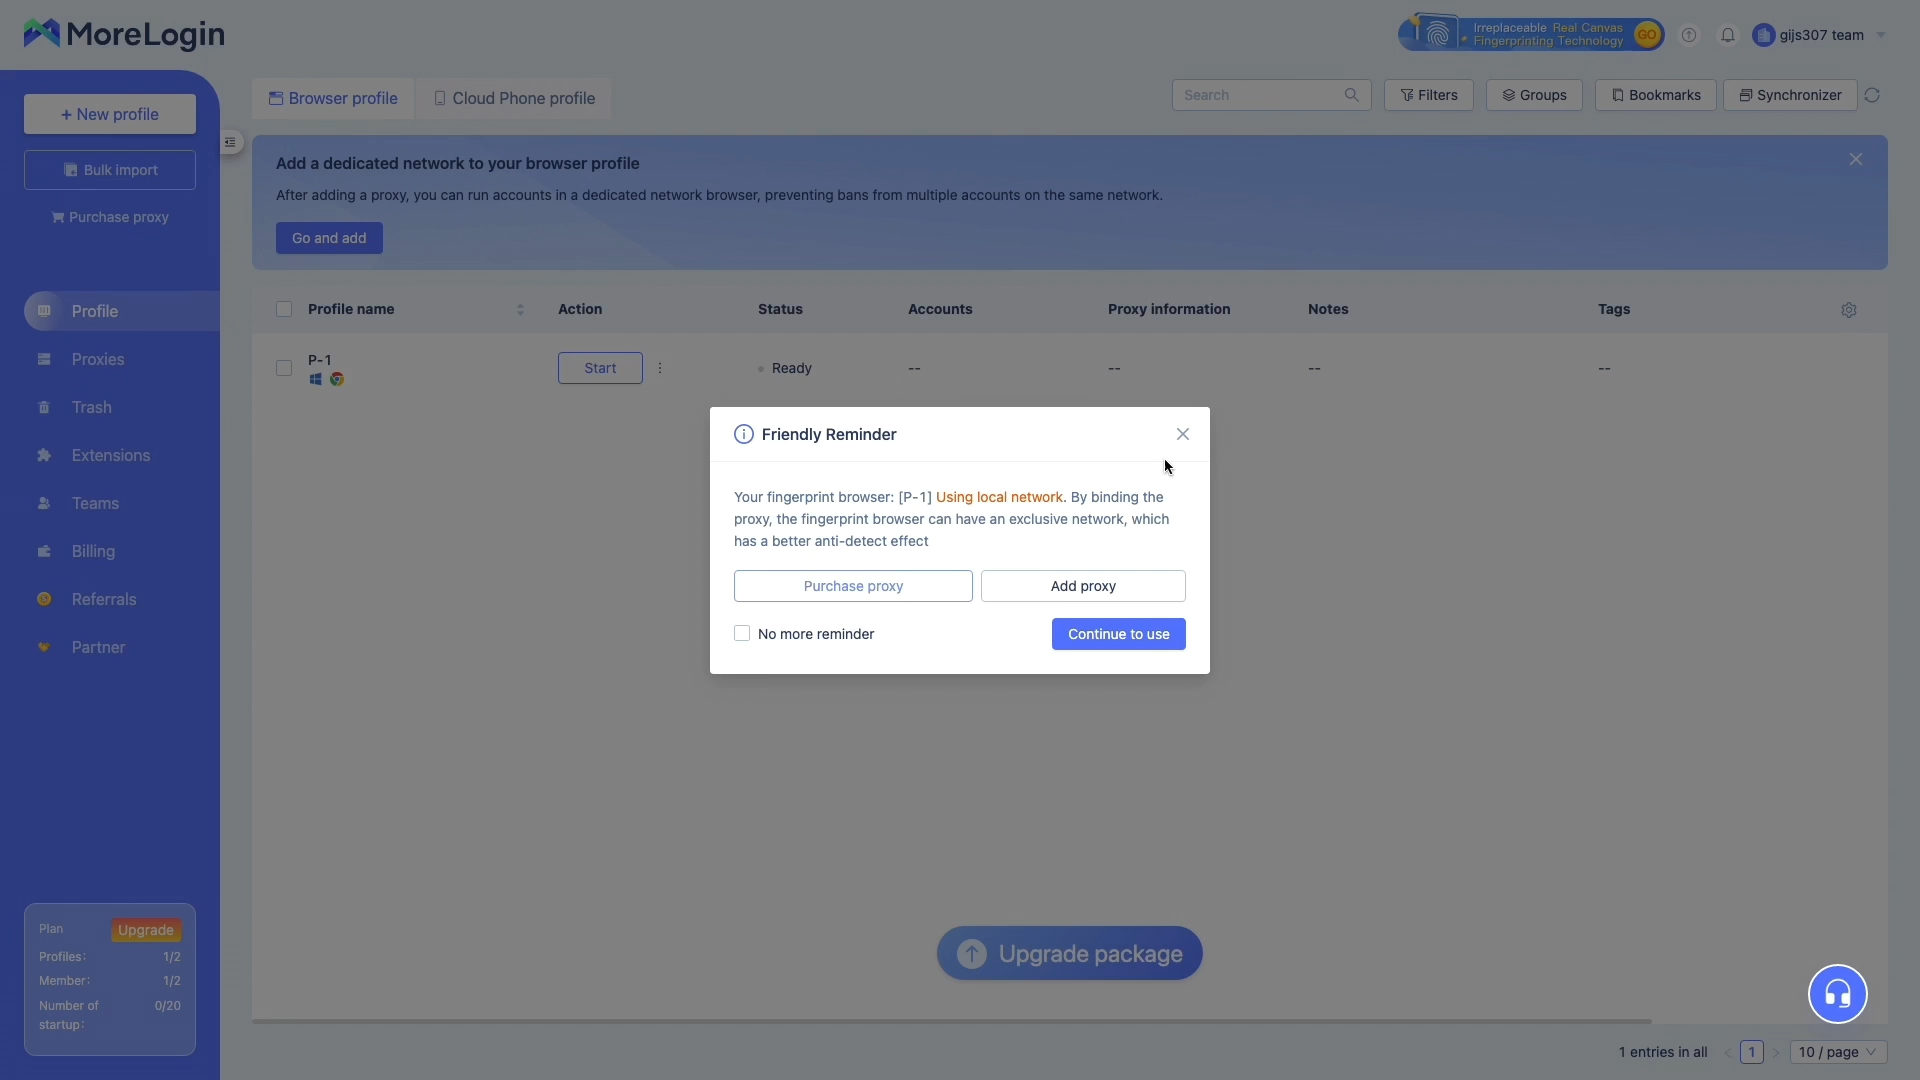 MoreLogin
Irreplaceable Real Canvas
Fingerprinting Technology
GO
gijs307 team
+ New profile
Bulk import
Purchase proxy
Profile
Proxies
Trash
Extensions
Teams
Billing
Referrals
Partner
Plan
Upgrade
Profiles: 1/2
Member: 1/2
Number of startup: 0/20
Browser profile
Cloud Phone profile
Search
Filters
Groups
Bookmarks
Synchronizer
Add a dedicated network to your browser profile
After adding a proxy, you can run accounts in a dedicated network browser, preventing bans from multiple accounts on the same network.
Go and add
Profile name Action Status Accounts Proxy information Notes Tags
P-1 Start Ready -- -- -- --
Friendly Reminder
Your fingerprint browser: [P-1] Using local network. By binding the
proxy, the fingerprint browser can have an exclusive network, which
has a better anti-detect effect
Purchase proxy
Add proxy
No more reminder
Continue to use
Upgrade package
1 entries in all < 1 > 10 / page